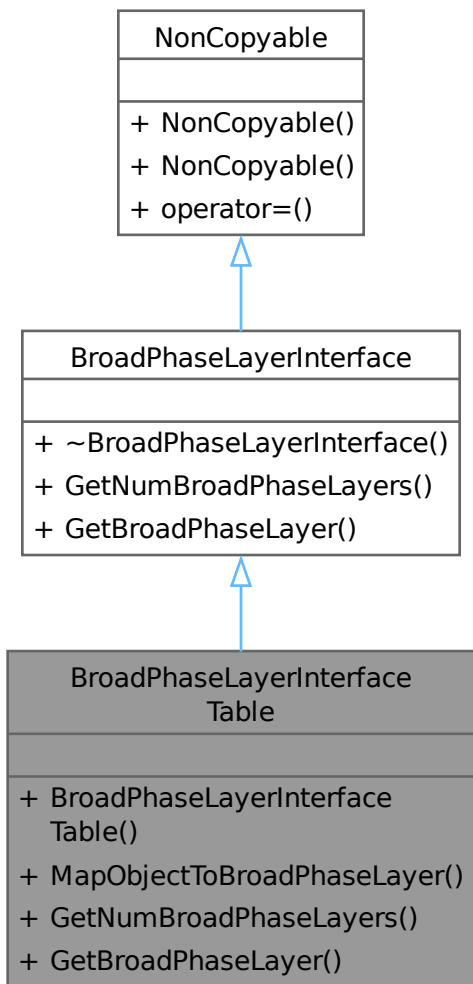 NonCopyable
+ NonCopyable()
+ NonCopyable()
+ operator=()
BroadPhaseLayerInterface
+ ~BroadPhaseLayerInterface()
+ GetNumBroadPhaseLayers()
+ GetBroadPhaseLayer()
BroadPhaseLayerInterface
Table
+ BroadPhaseLayerInterface
Table()
+ MapObjectToBroadPhaseLayer()
+ GetNumBroadPhaseLayers()
+ GetBroadPhaseLayer()